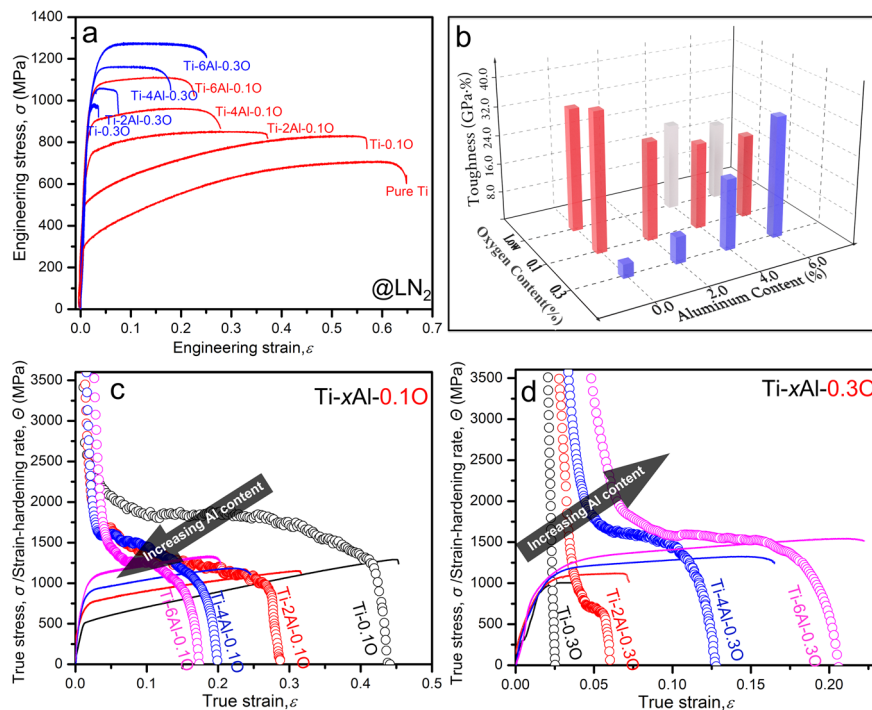 a
1400
1200
1000
800
600
400
200
0
Engineering stress, σ (MPa)
Ti-6Al-0.3O
Ti-6Al-0.1O
Ti-4Al-0.3O
Ti-4Al-0.1O
Ti-2Al-0.3O
Ti-2Al-0.1O
Ti-0.3O
Ti-0.1O
Pure Ti
@LN2
0.0 0.1 0.2 0.3 0.4 0.5 0.6 0.7
Engineering strain,ε
b
Toughness (GPa·%)
40.0
32.0
24.0
16.0
8.0
Low
0.1
0.3
Oxygen Content(%)
0.0
2.0
4.0
6.0
Aluminum Content (%)
c
Ti-xAl-0.1O
3500
3000
2500
2000
1500
1000
500
0
True stress, σ /Strain-hardening rate, Θ (MPa)
Increasing Al content
Ti-6Al-0.1O
Ti-4Al-0.1O
Ti-2Al-0.1O
Ti-0.1O
0.0 0.1 0.2 0.3 0.4 0.5
True strain,ε
d
Ti-xAl-0.3O
3500
3000
2500
2000
1500
1000
500
0
True stress, σ /Strain-hardening rate, Θ (MPa)
Increasing Al content
Ti-0.3O
Ti-2Al-0.3O
Ti-4Al-0.3O
Ti-6Al-0.3O
0.00 0.05 0.10 0.15 0.20
True strain,ε